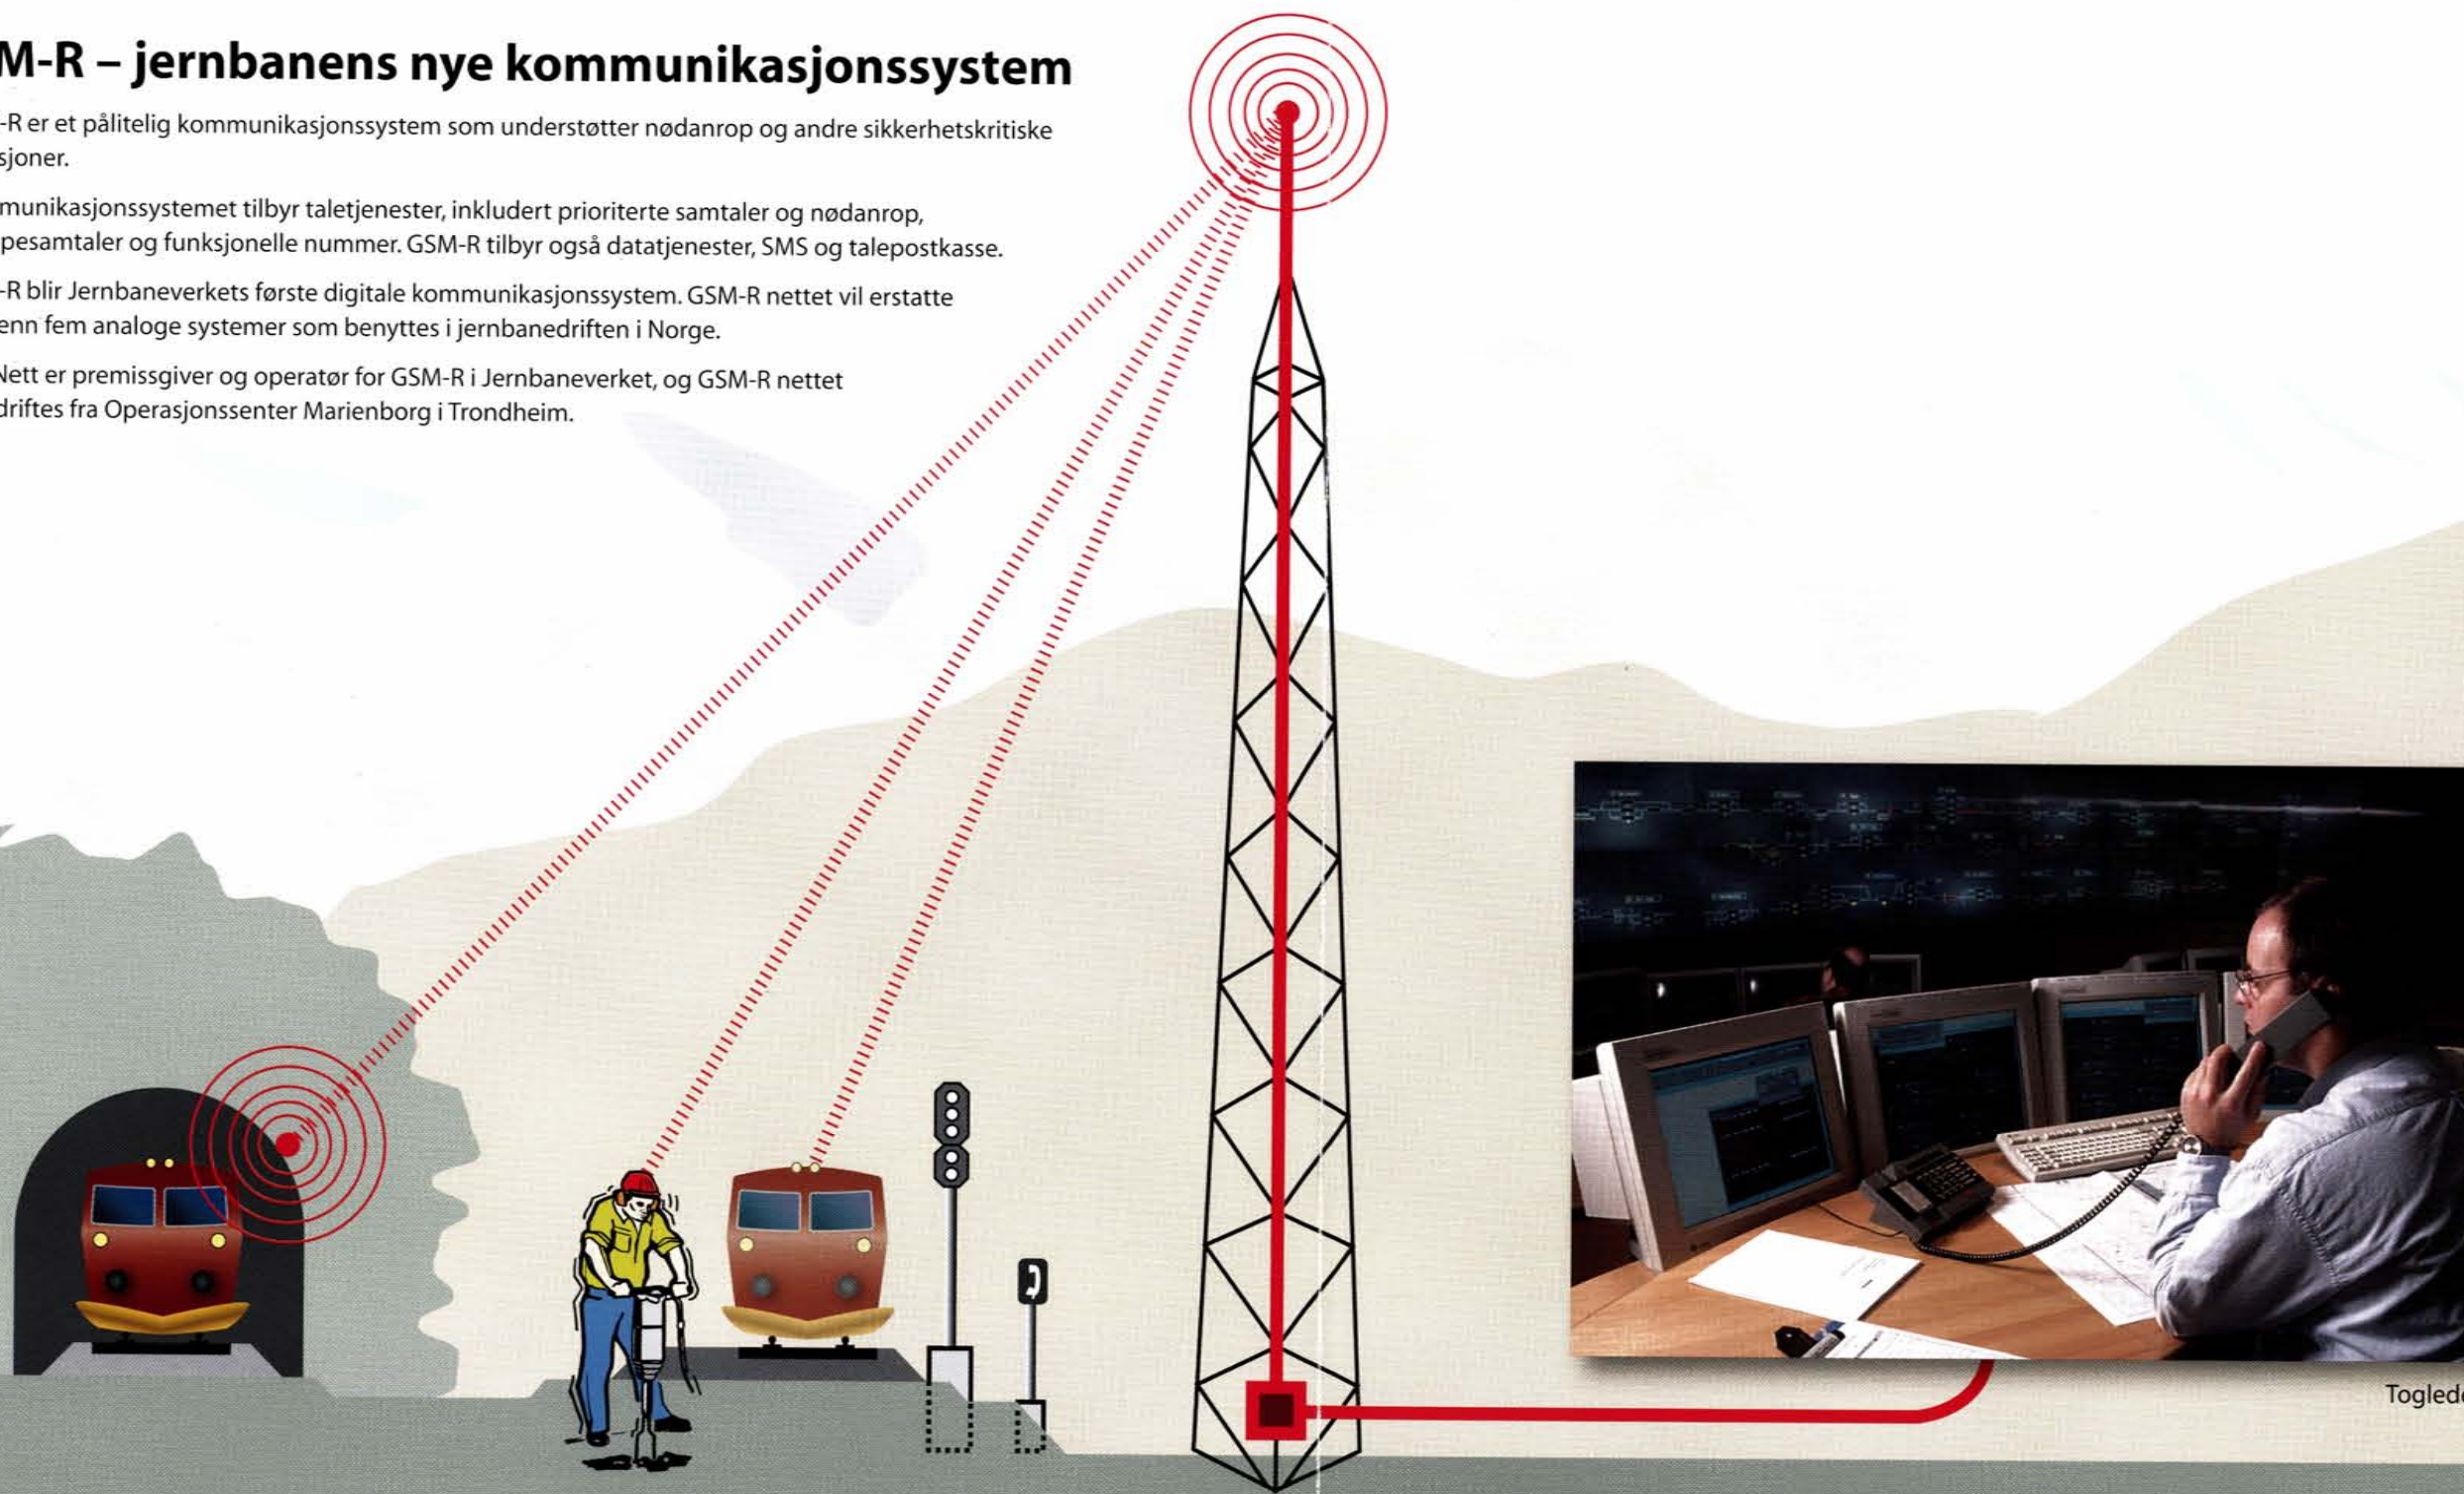 M-R – jernbanens nye kommunikasjonssystem
-R er et pålitelig kommunikasjonssystem som understøtter nødanrop og andre sikkerhetskritiske
sjoner.
munikasjonssystemet tilbyr taletjenester, inkludert prioriterte samtaler og nødanrop,
pesamtaler og funksjonelle nummer. GSM-R tilbyr også datatjenester, SMS og talepostkasse.
-R blir Jernbaneverkets første digitale kommunikasjonssystem. GSM-R nettet vil erstatte
enn fem analoge systemer som benyttes i jernbanedriften i Norge.
Nett er premissgiver og operatør for GSM-R i Jernbaneverket, og GSM-R nettet
driftes fra Operasjonssenter Marienborg i Trondheim.
Togled